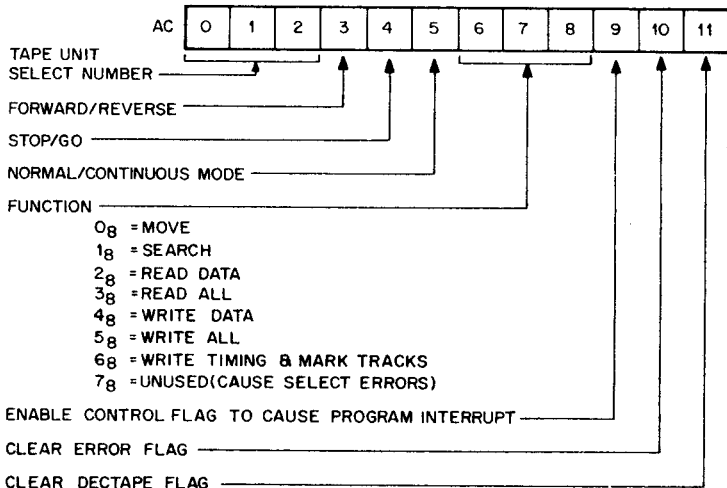 AC 0 1 2 3 4 5 6 7 8 9 10 11
TAPE UNIT
SELECT NUMBER
FORWARD/REVERSE
STOP/GO
NORMAL/CONTINUOUS MODE
FUNCTION
0₈ = MOVE
1₈ = SEARCH
2₈ = READ DATA
3₈ = READ ALL
4₈ = WRITE DATA
5₈ = WRITE ALL
6₈ = WRITE TIMING & MARK TRACKS
7₈ = UNUSED(CAUSE SELECT ERRORS)
ENABLE CONTROL FLAG TO CAUSE PROGRAM INTERRUPT
CLEAR ERROR FLAG
CLEAR DECTAPE FLAG